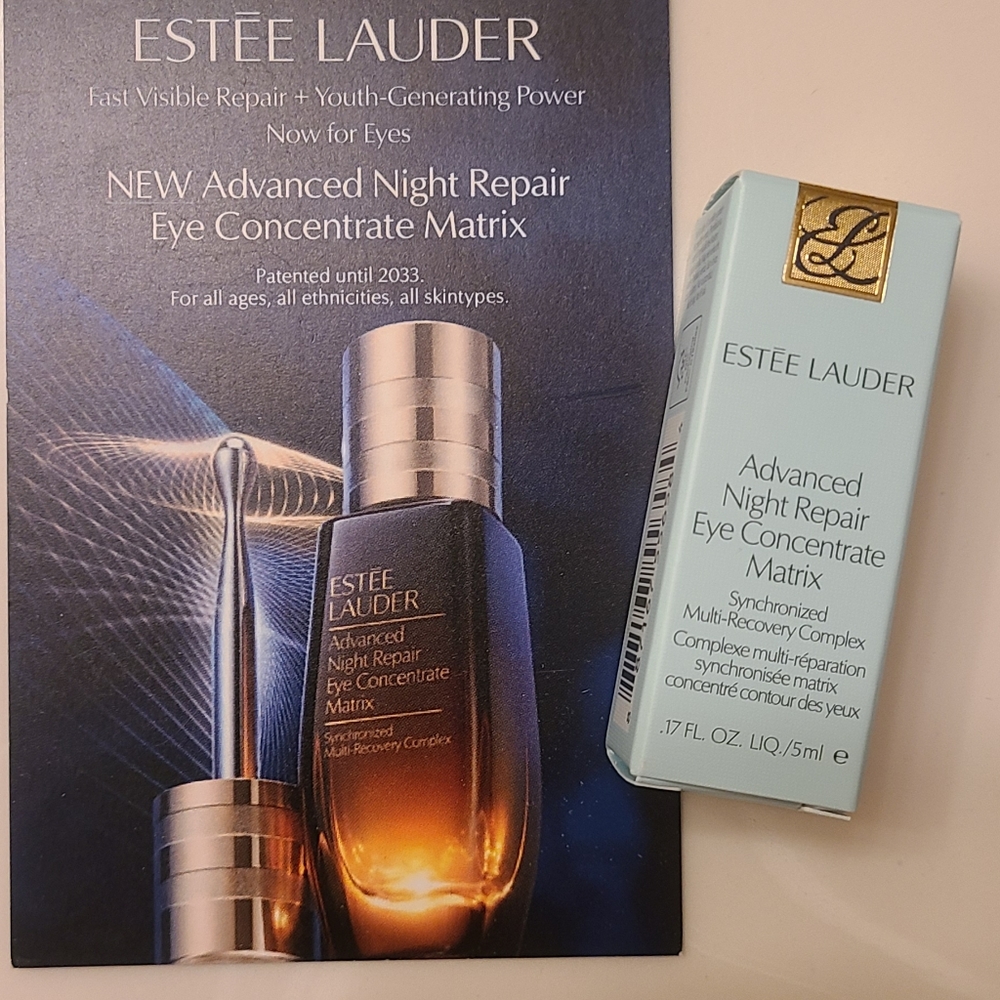 ESTĒE LAUDER
Fast Visible Repair + Youth-Generating Power
Now for Eyes
NEW Advanced Night Repair
Eye Concentrate Matrix
Patented until 2033.
For all ages, all ethnicities, all skintypes.
ESTĒE
LAUDER
Advanced
Night Repair
Eye Concentrate
Matrix
Synchronized
Multi-Recovery Complex
ESTĒE LAUDER
Advanced
Night Repair
Eye Concentrate
Matrix
Synchronized
Multi-Recovery Complex
Complexe multi-réparation
synchronisée matrix
concentré contour des yeux
.17 FL. OZ. LIQ./5ml ℮